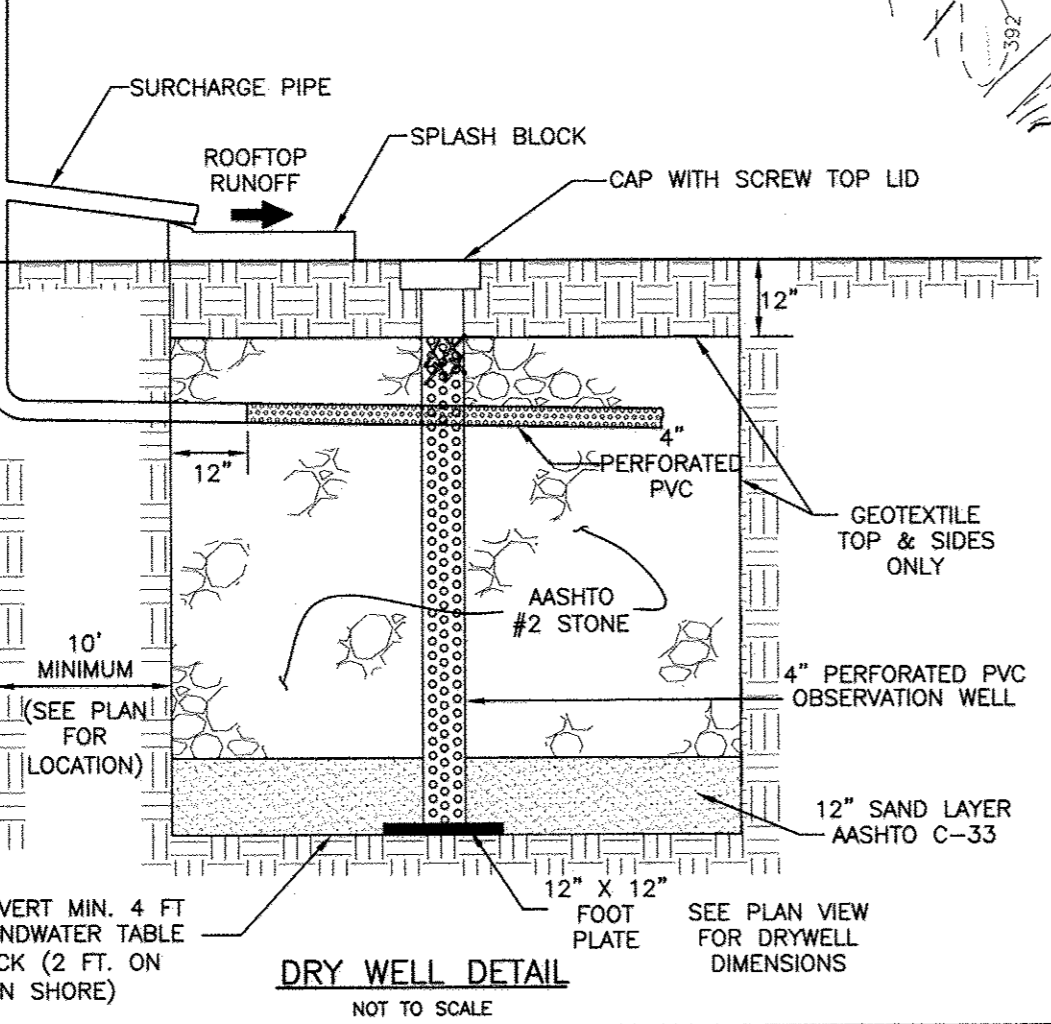 392
SURCHARGE PIPE
SPLASH BLOCK
ROOFTOP
RUNOFF
CAP WITH SCREW TOP LID
12"
12"
4"
PERFORATED
PVC
GEOTEXTILE
TOP & SIDES
ONLY
AASHTO
#2 STONE
10'
MINIMUM
(SEE PLAN
FOR
LOCATION)
4" PERFORATED PVC
OBSERVATION WELL
12" SAND LAYER
AASHTO C-33
VERT MIN. 4 FT
NDWATER TABLE
CK (2 FT. ON
N SHORE)
12" X 12"
FOOT
PLATE
SEE PLAN VIEW
FOR DRYWELL
DIMENSIONS
DRY WELL DETAIL
NOT TO SCALE